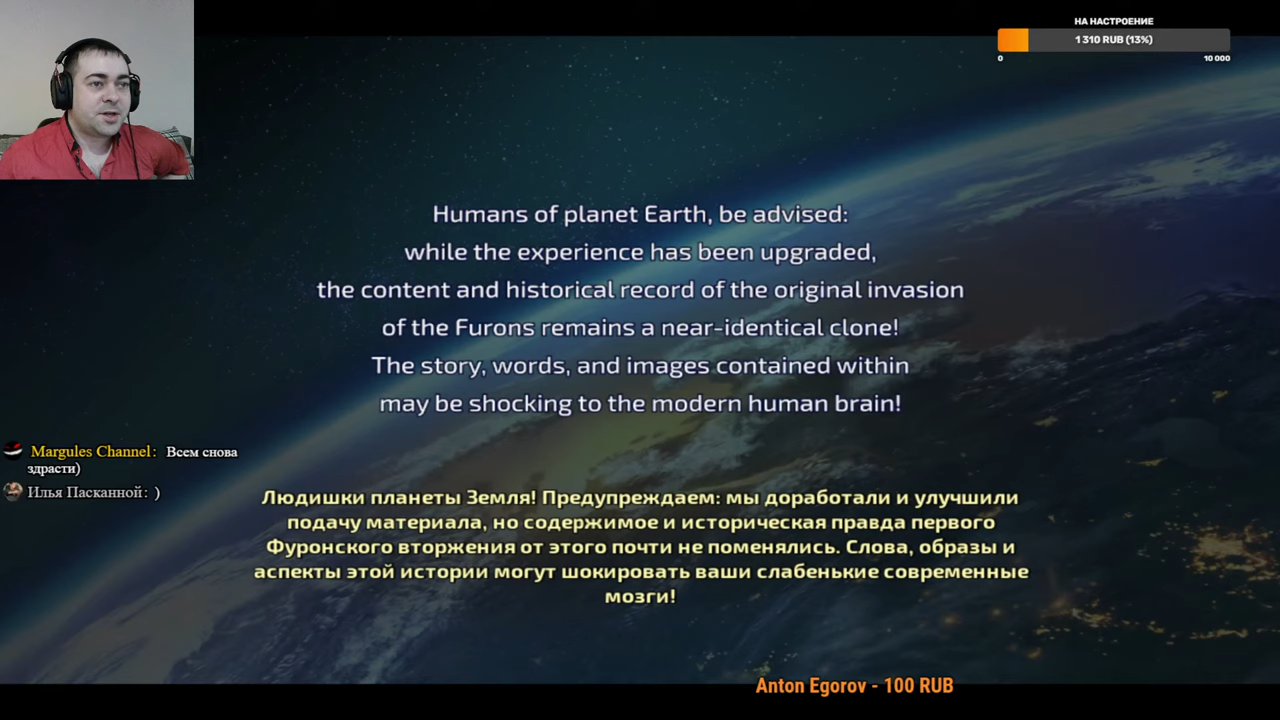 НА НАСТРОЕНИЕ
1 310 RUB (13%)
0
10 000
Humans of planet Earth, be advised:
while the experience has been upgraded,
the content and historical record of the original invasion
of the Furons remains a near-identical clone!
The story, words, and images contained within
may be shocking to the modern human brain!
Margules Channel: Всем снова
здрасти)
Илья Пасканной: )
Людишки планеты Земля! Предупреждаем: мы доработали и улучшили
подачу материала, но содержимое и историческая правда первого
Фуронского вторжения от этого почти не поменялись. Слова, образы и
аспекты этой истории могут шокировать ваши слабенькие современные
мозги!
Anton Egorov - 100 RUB